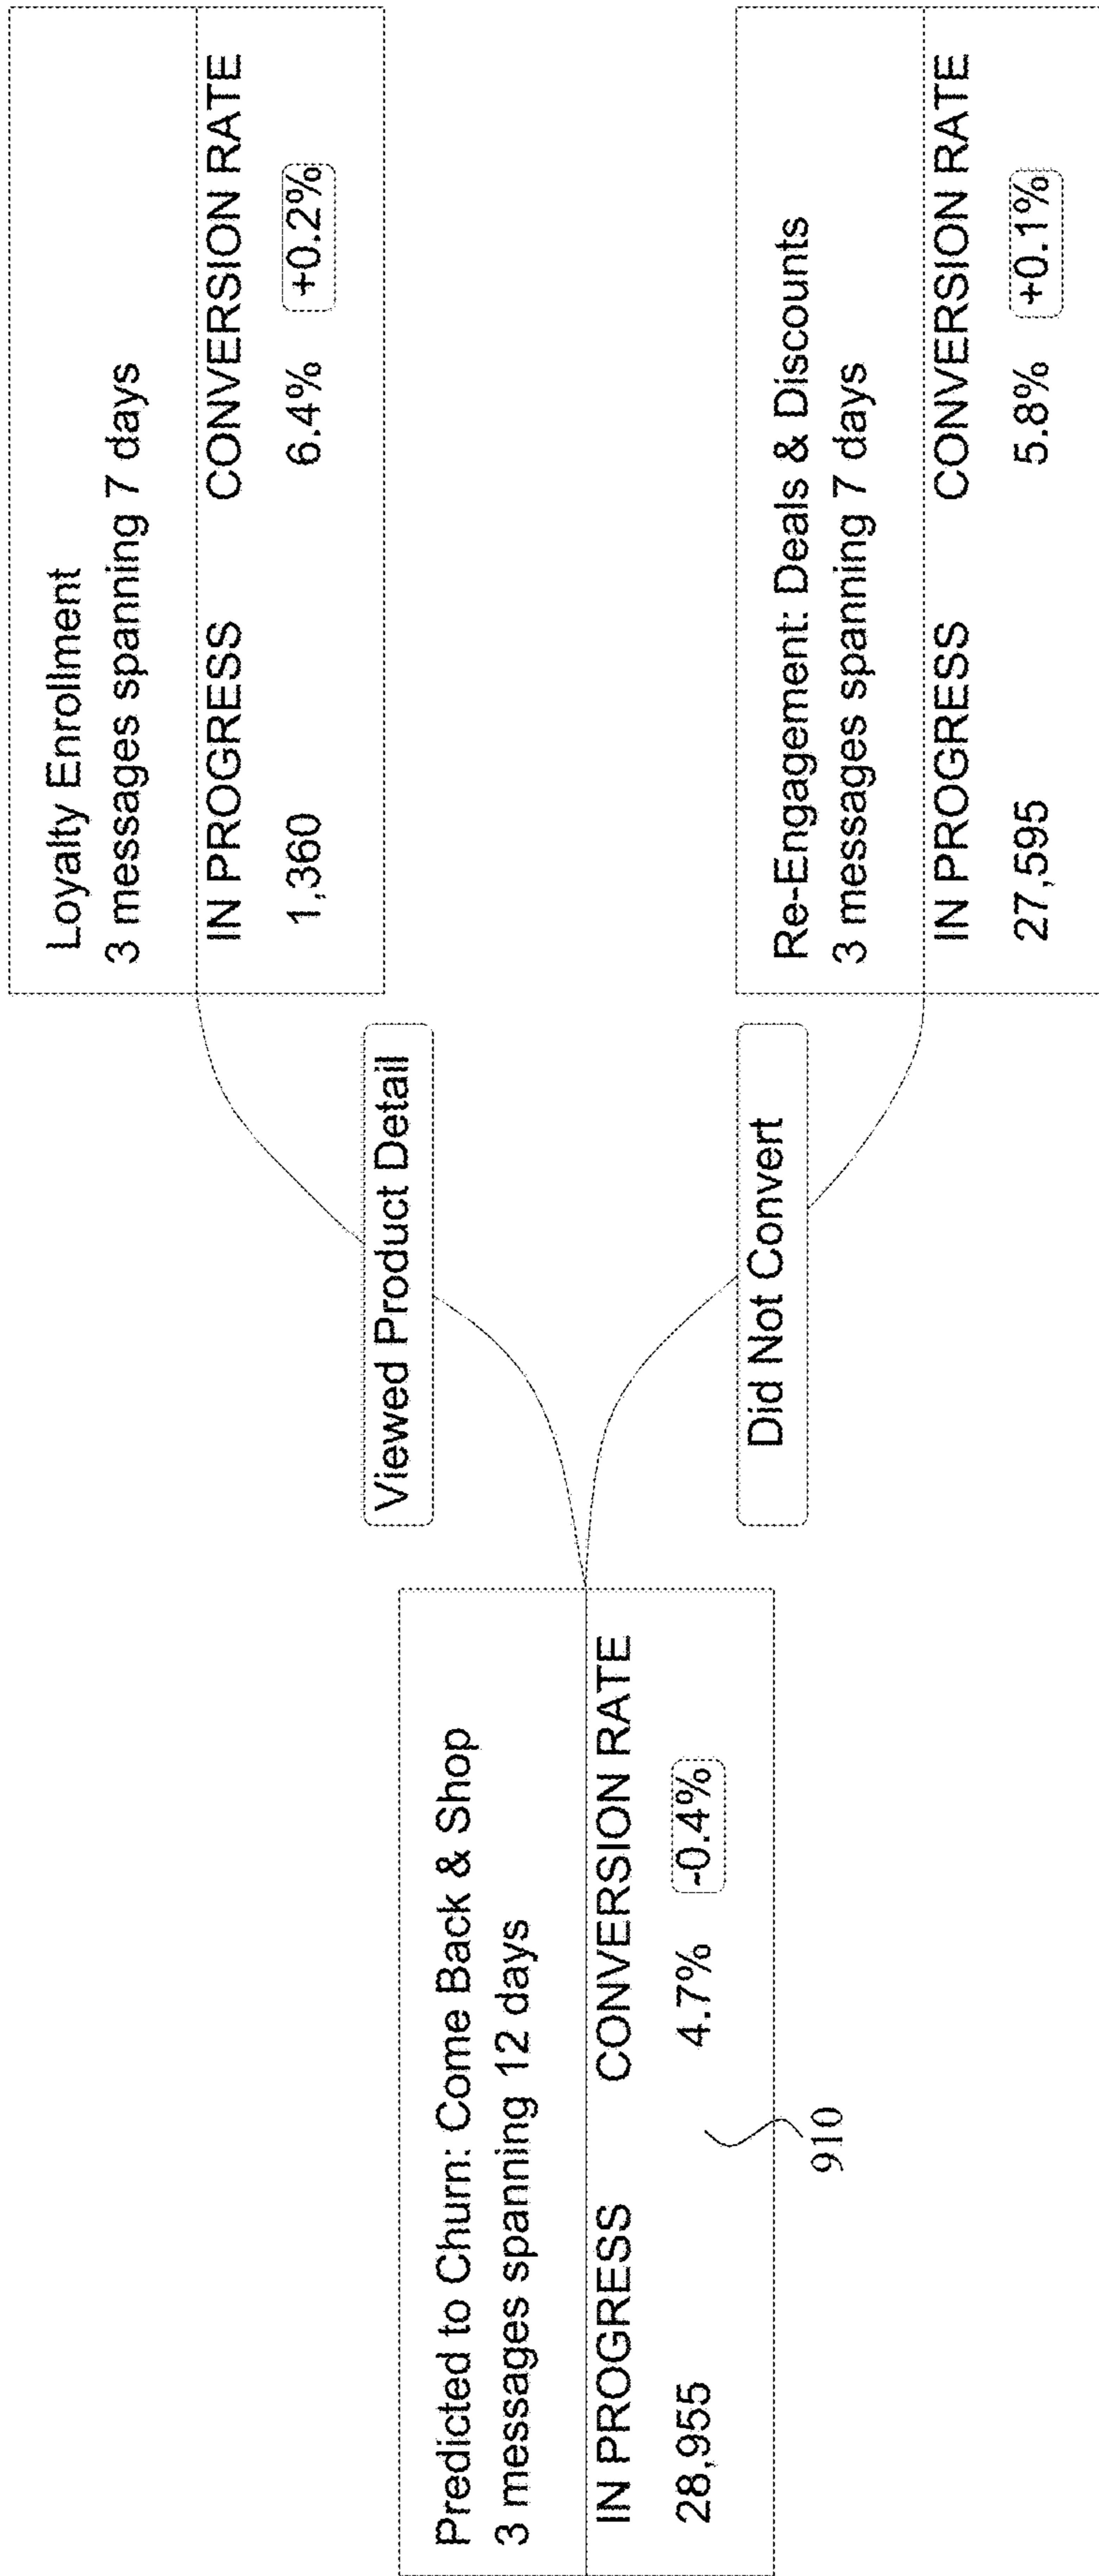 Predicted to Churn: Come Back & Shop
3 messages spanning 12 days
IN PROGRESS CONVERSION RATE
28,955 4.7% -0.4%
910
Viewed Product Detail
Did Not Convert
Loyalty Enrollment
3 messages spanning 7 days
IN PROGRESS CONVERSION RATE
1,360 6.4% +0.2%
Re-Engagement: Deals & Discounts
3 messages spanning 7 days
IN PROGRESS CONVERSION RATE
27,595 5.8% +0.1%